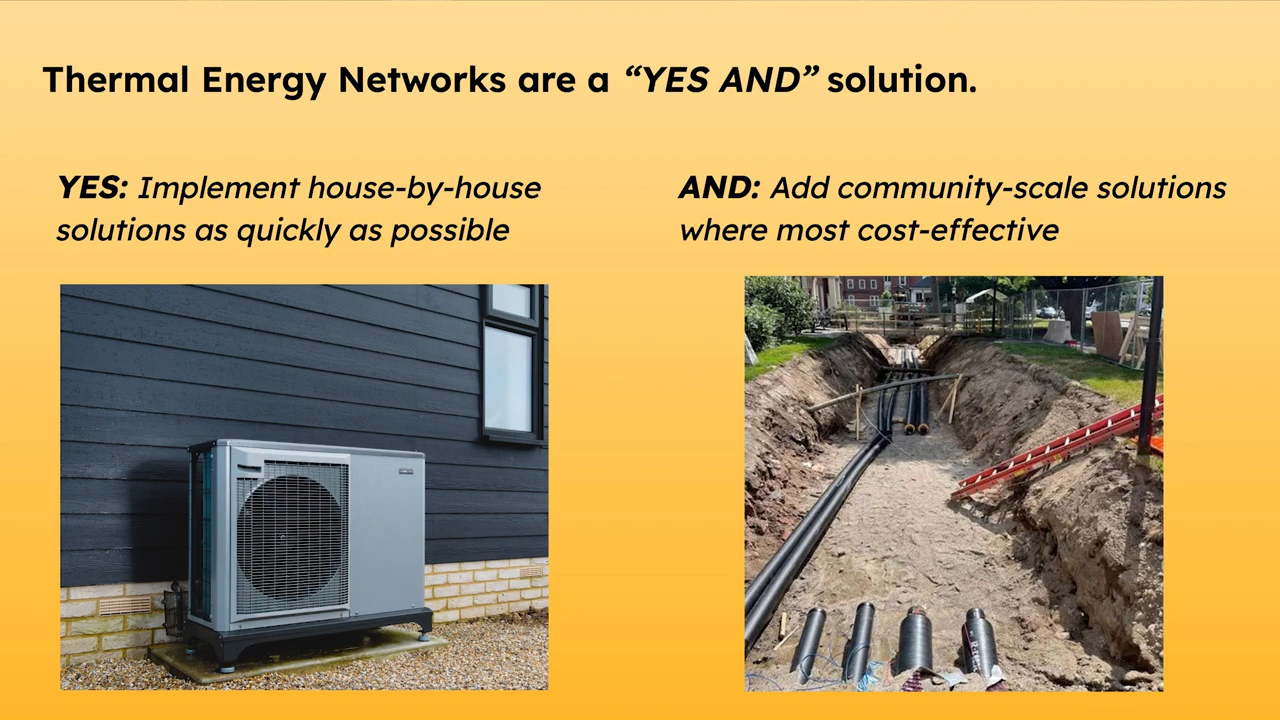 Thermal Energy Networks are a “YES AND” solution.
YES: Implement house-by-house
solutions as quickly as possible
AND: Add community-scale solutions
where most cost-effective